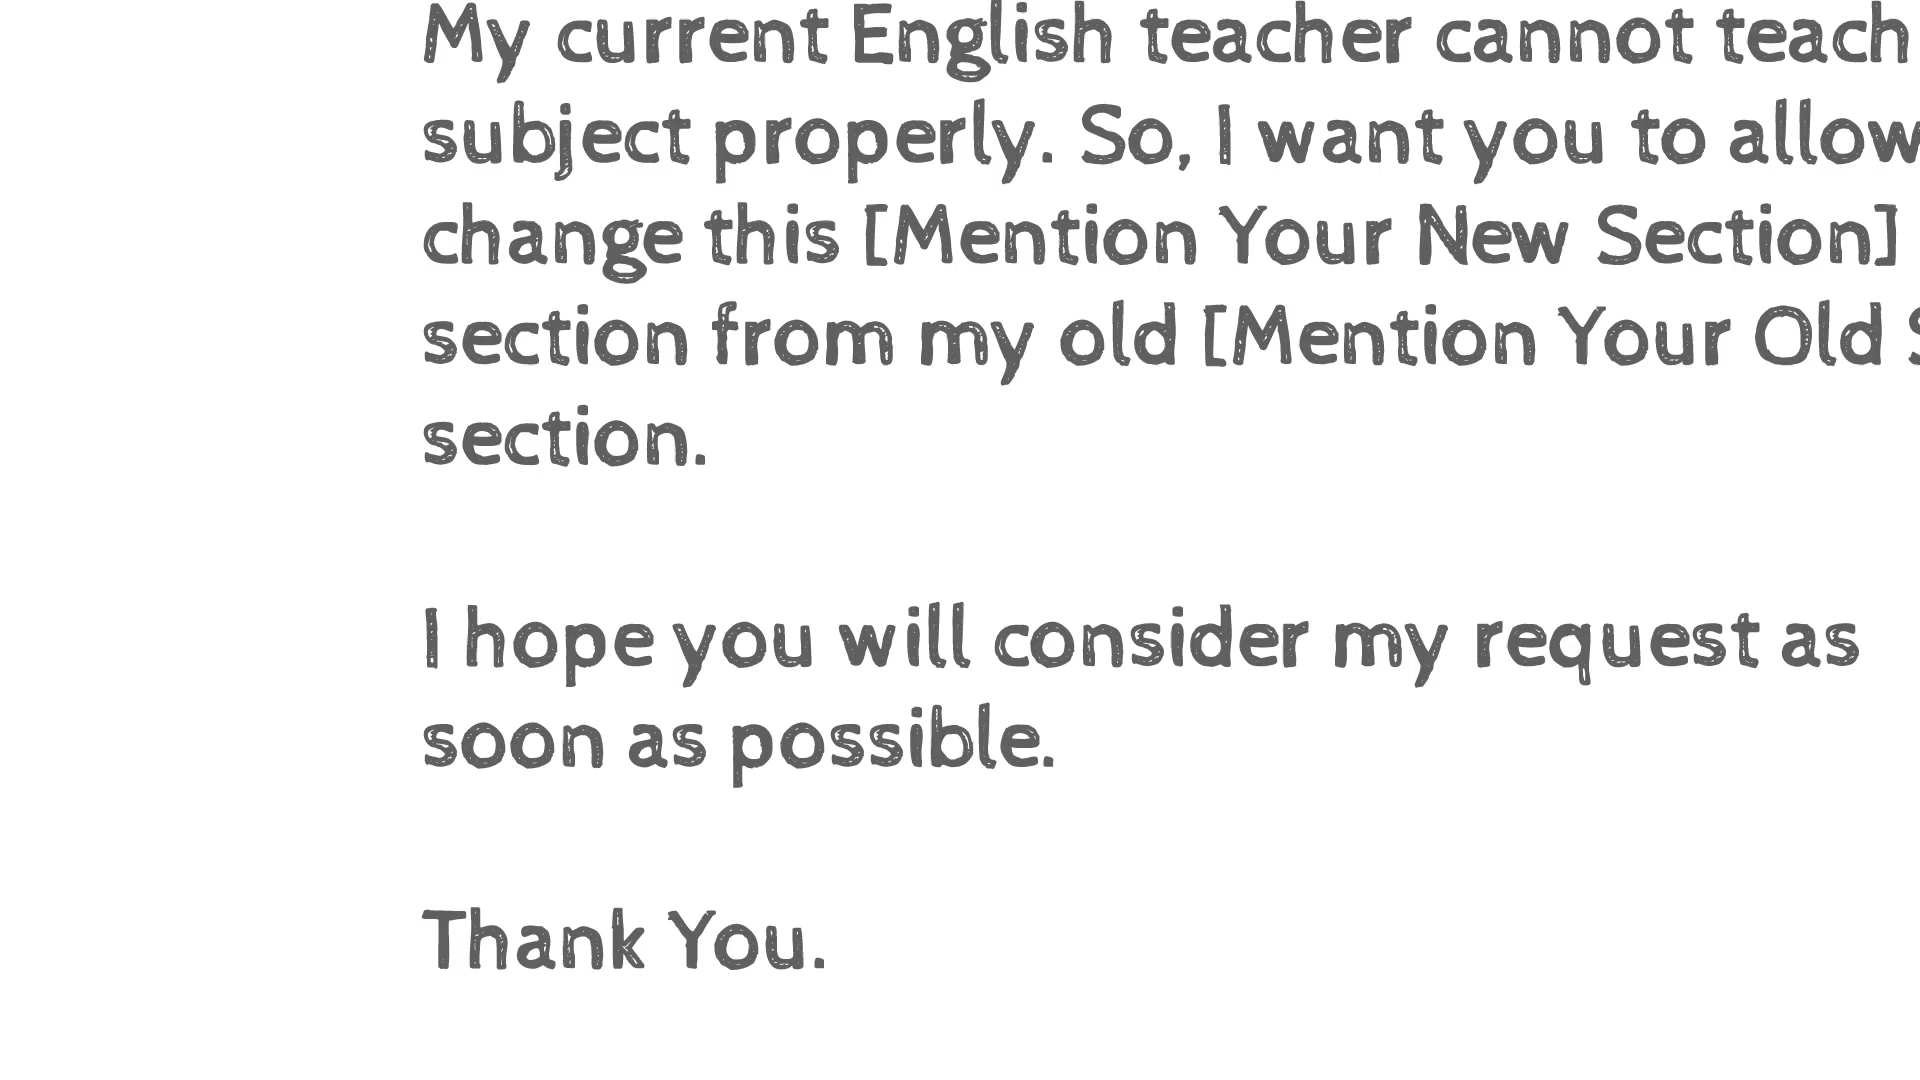 My current English teacher cannot teach
subject properly. So, I want you to allow
change this [Mention Your New Section]
section from my old [Mention Your Old
section.
I hope you will consider my request as
soon as possible.
Thank You.